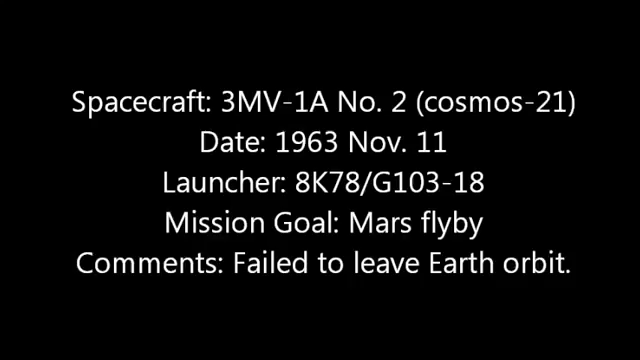 Spacecraft: 3MV-1A No. 2 (cosmos-21)
Date: 1963 Nov. 11
Launcher: 8K78/G103-18
Mission Goal: Mars flyby
Comments: Failed to leave Earth orbit.